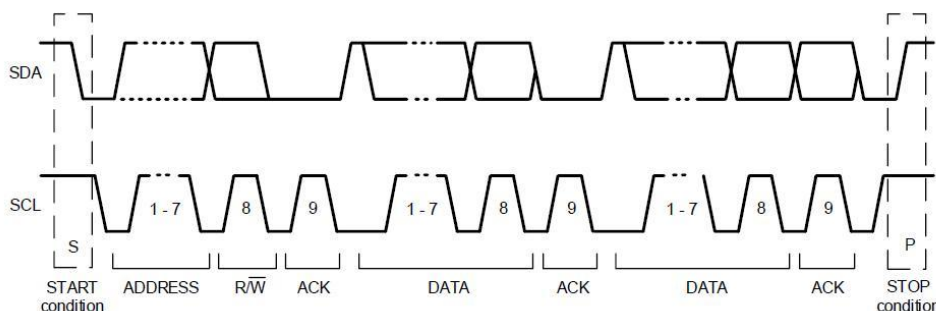 SDA
SCL
1 - 7 8 9 1 - 7 8 9 1 - 7 8 9
S P
START condition ADDRESS R/W̅ ACK DATA ACK DATA ACK STOP condition